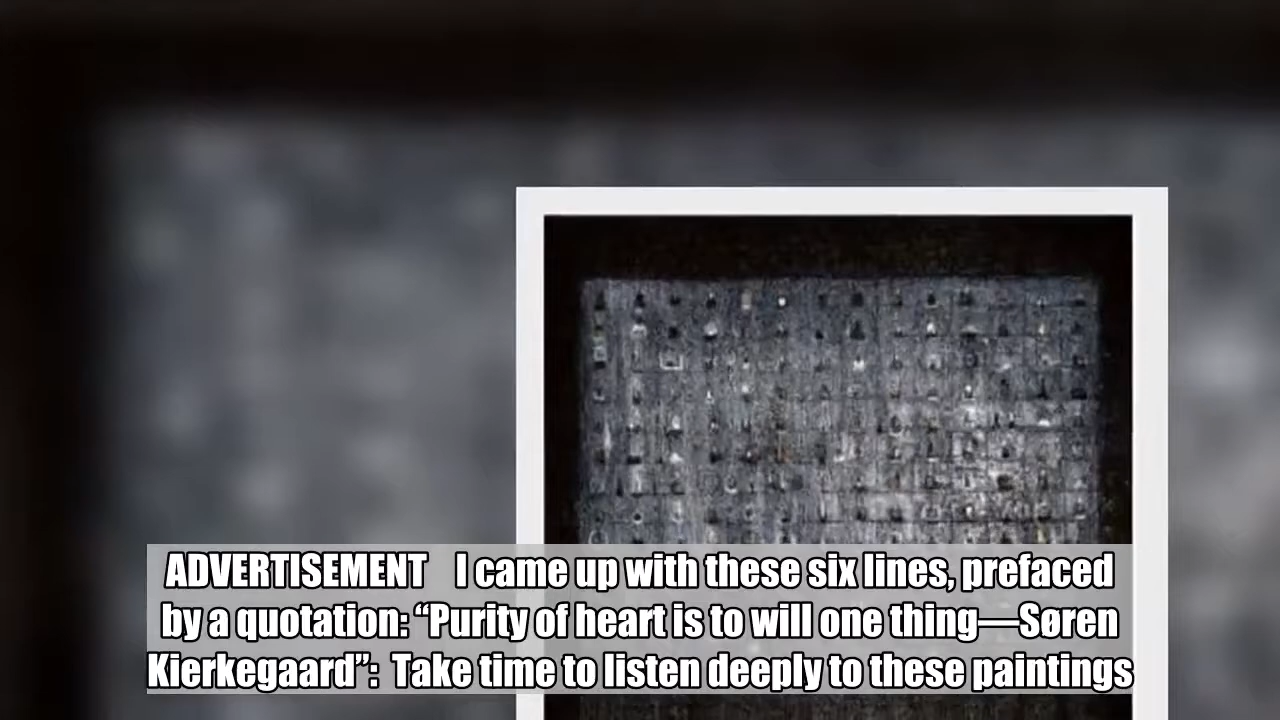 ADVERTISEMENT I came up with these six lines, prefaced
by a quotation: “Purity of heart is to will one thing—Søren
Kierkegaard”: Take time to listen deeply to these paintings